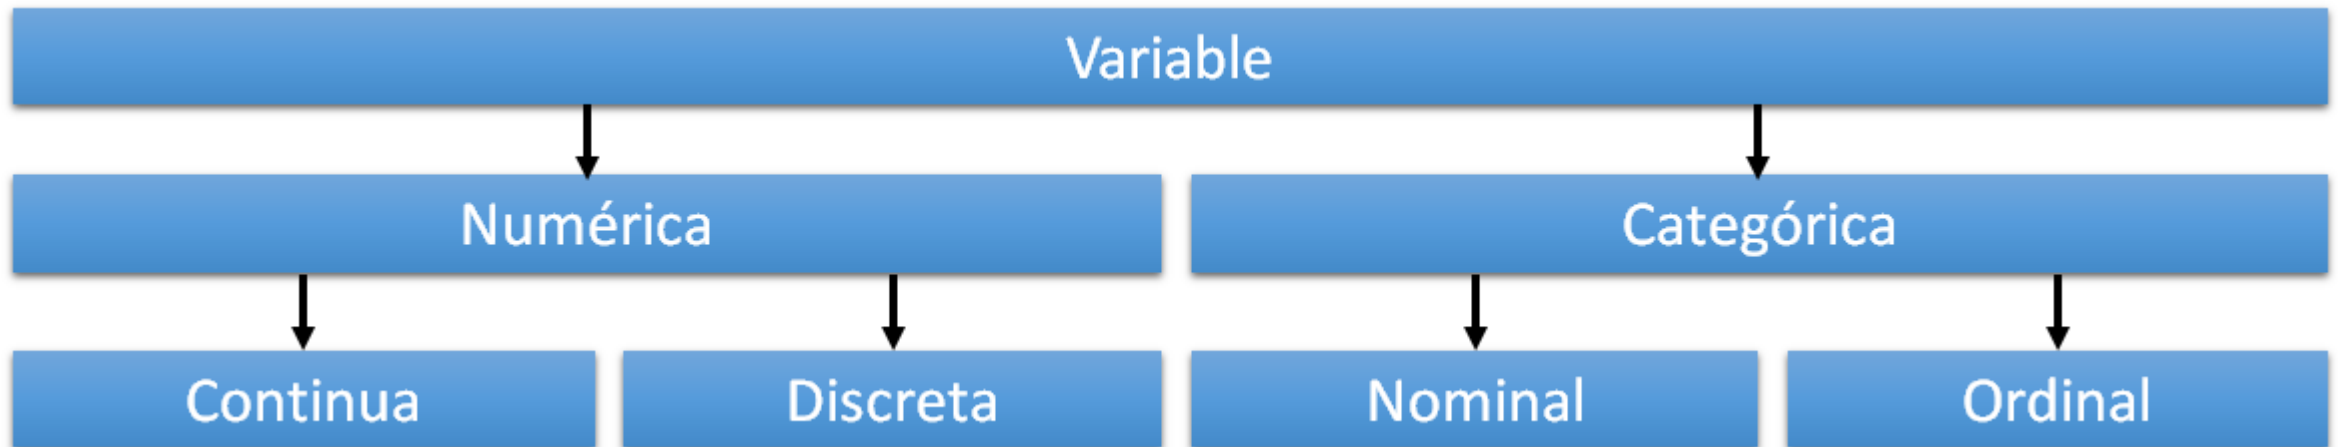 Variable
Numérica
Categórica
Continua
Discreta
Nominal
Ordinal